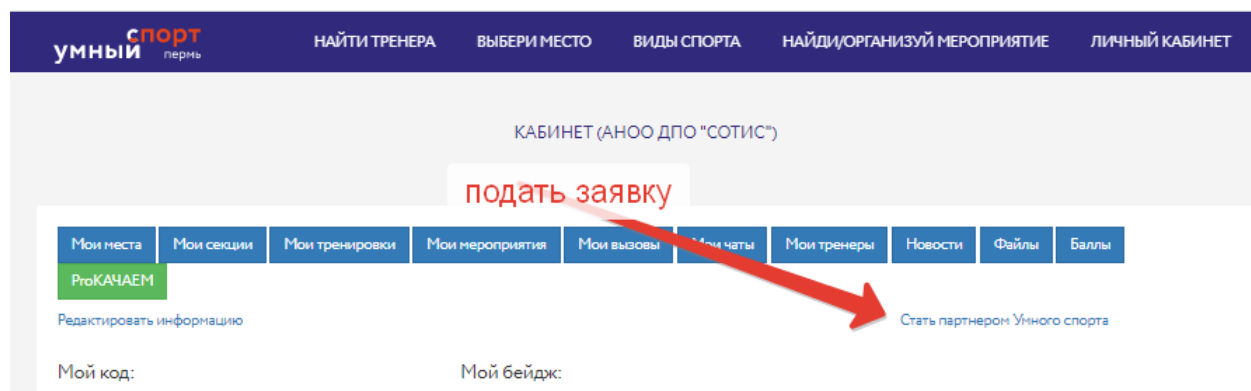 умный спорт пермь
НАЙТИ ТРЕНЕРА ВЫБЕРИ МЕСТО ВИДЫ СПОРТА НАЙДИ/ОРГАНИЗУЙ МЕРОПРИЯТИЕ ЛИЧНЫЙ КАБИНЕТ
КАБИНЕТ (АНОО ДПО "СОТИС")
подать заявку
Мои места Мои секции Мои тренировки Мои мероприятия Мои вызовы Мои чаты Мои тренеры Новости Файлы Баллы
ProКАЧАЕМ
Редактировать информацию Стать партнером Умного спорта
Мой код: Мой бейдж: